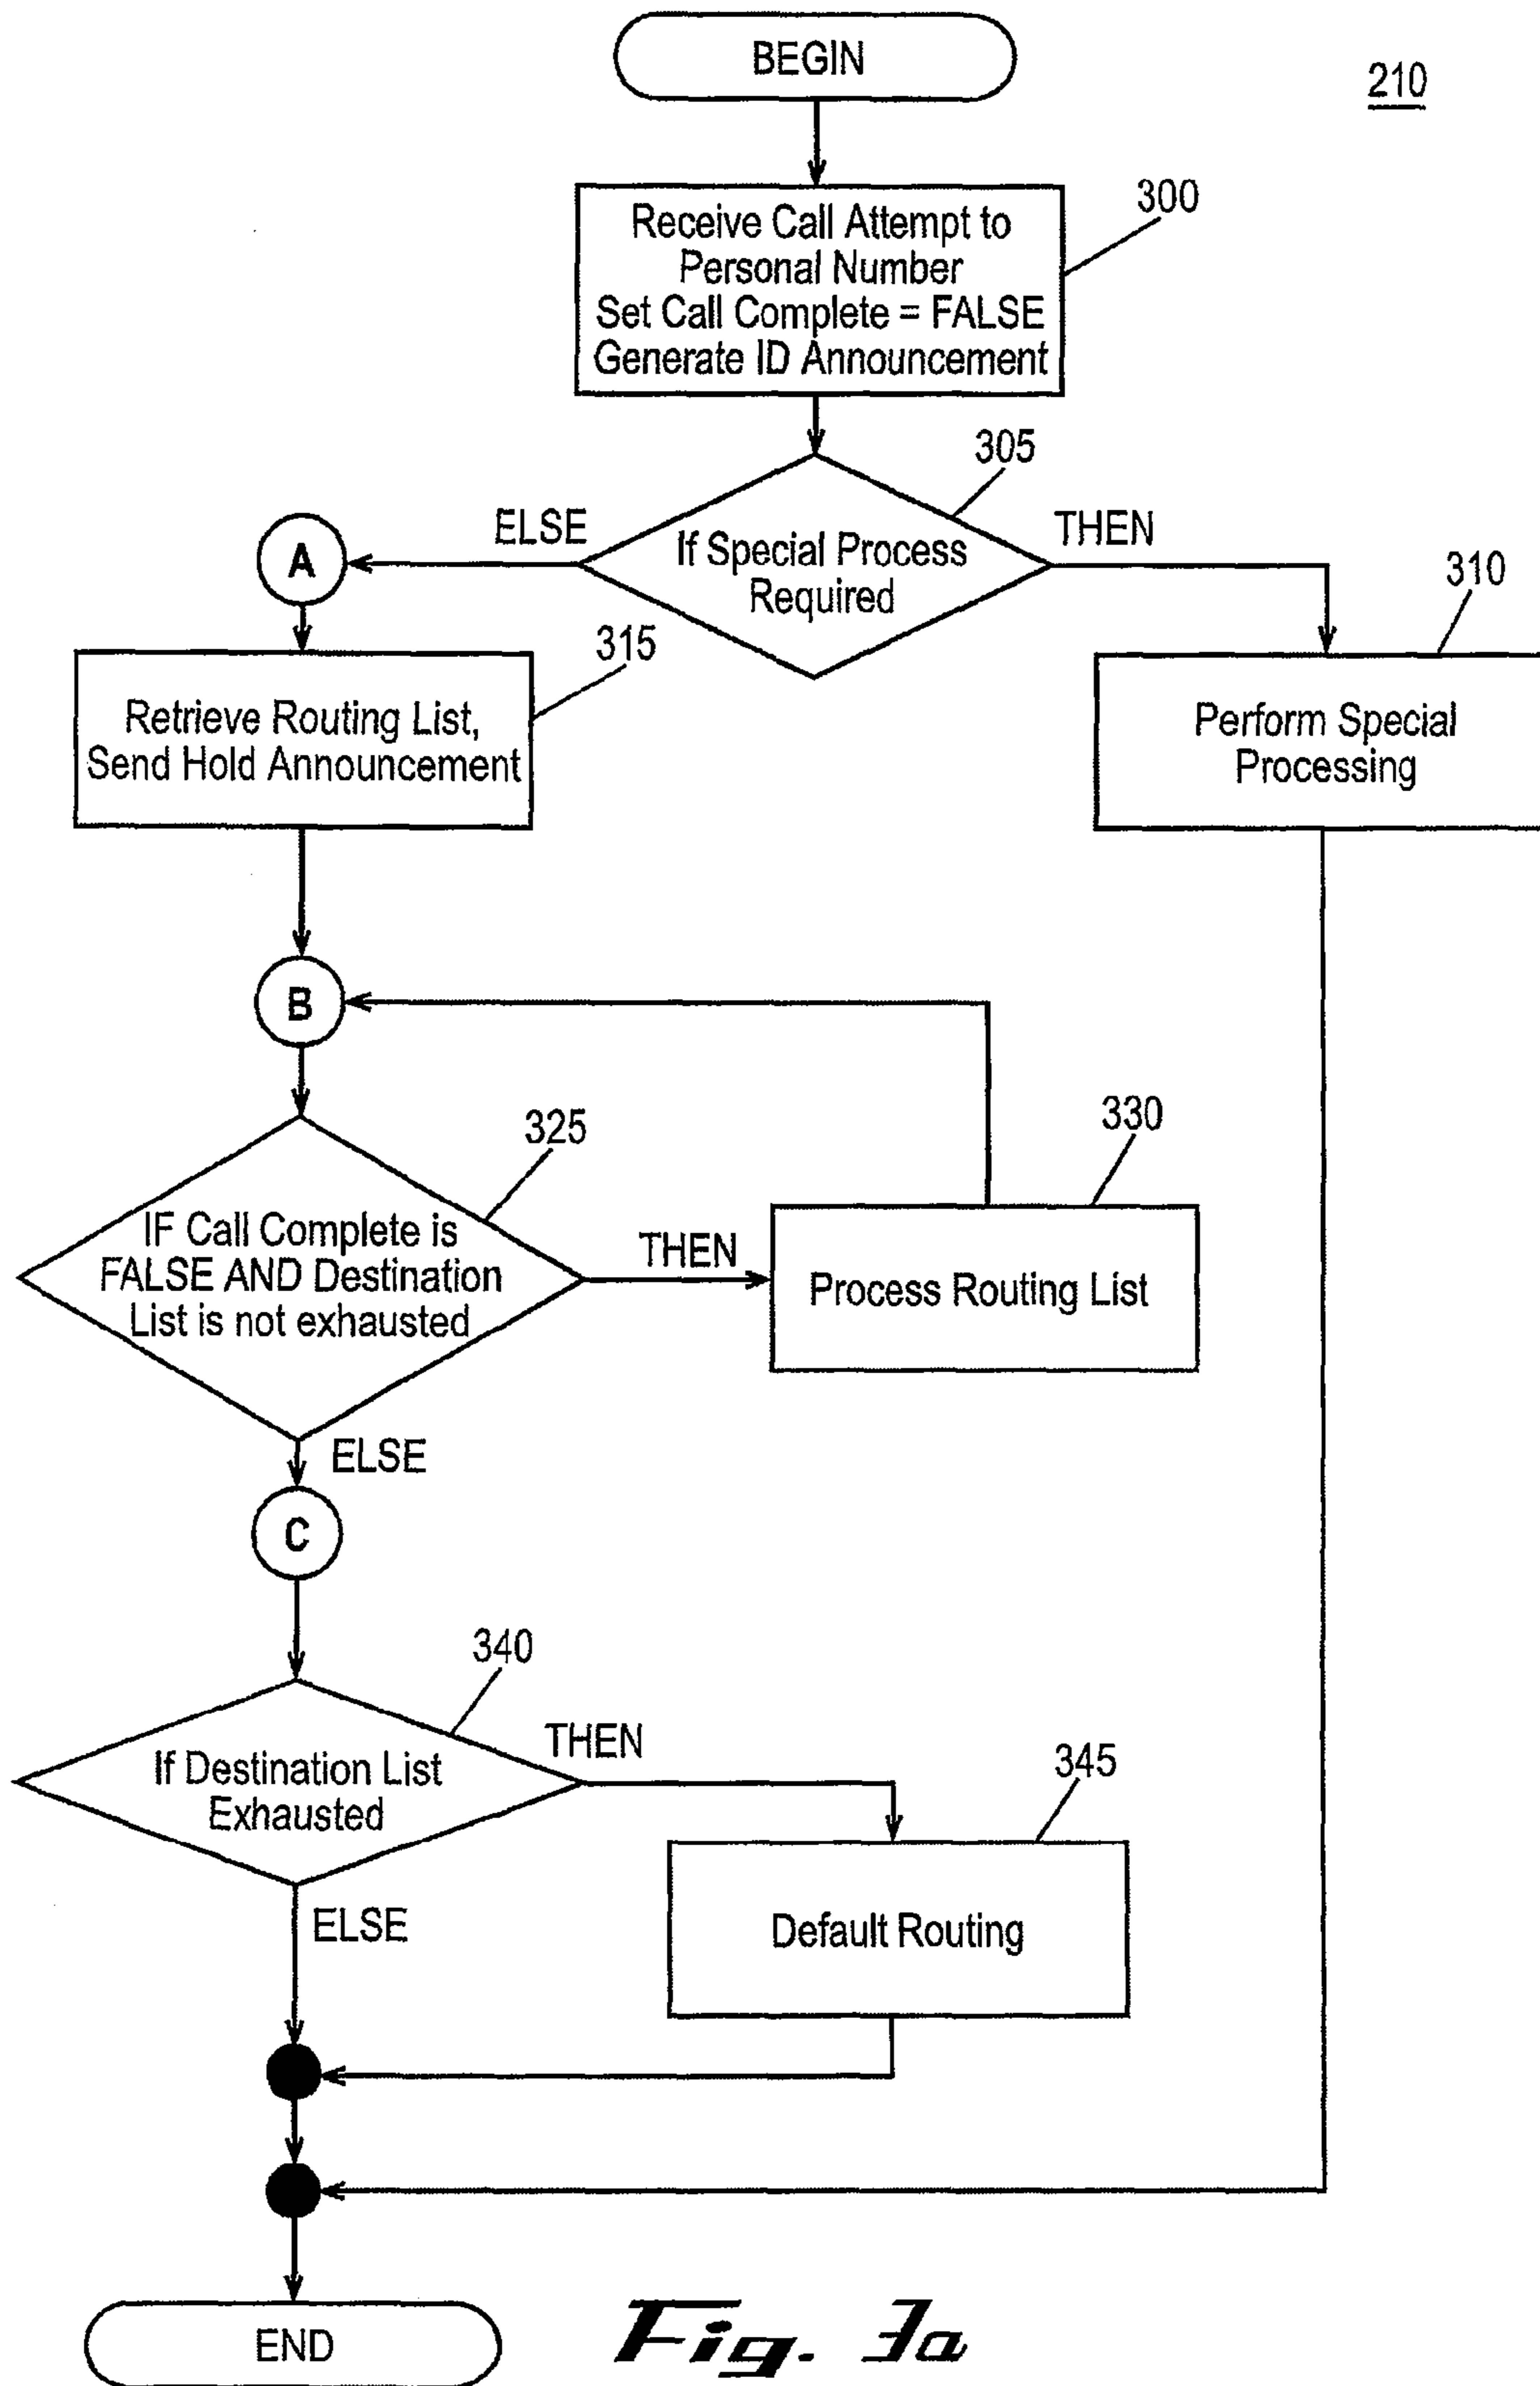 BEGIN
210
300
Receive Call Attempt to
Personal Number
Set Call Complete = FALSE
Generate ID Announcement
305
ELSE
THEN
If Special Process
Required
A
310
315
Retrieve Routing List,
Send Hold Announcement
Perform Special
Processing
B
325
330
IF Call Complete is
FALSE AND Destination
List is not exhausted
THEN
Process Routing List
ELSE
C
340
THEN
345
If Destination List
Exhausted
ELSE
Default Routing
END
Fig. 3a